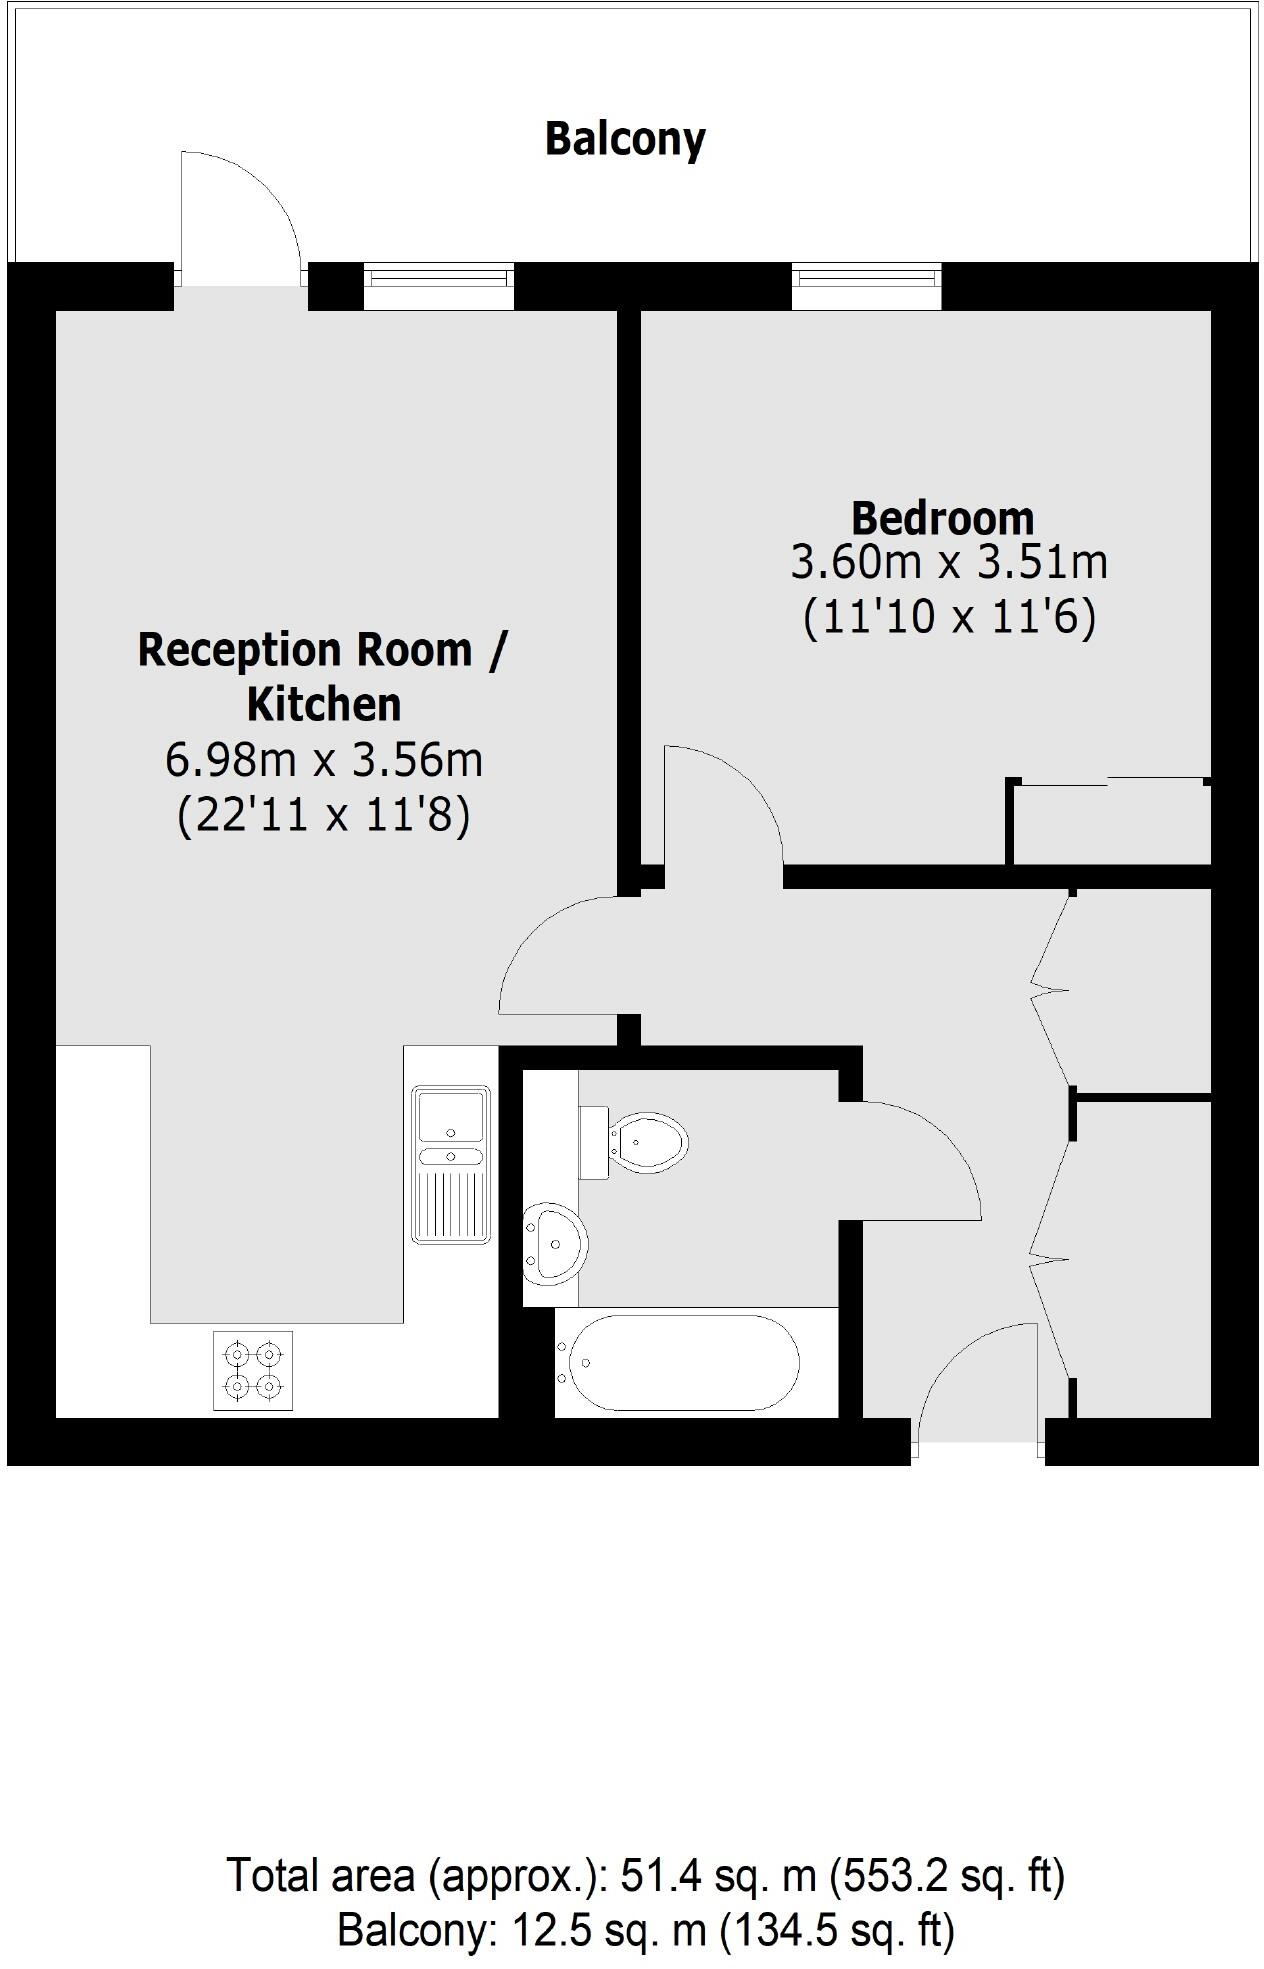 Balcony
Bedroom
3.60m x 3.51m
(11'10 x 11'6)
Reception Room /
Kitchen
6.98m x 3.56m
(22'11 x 11'8)
Total area (approx.): 51.4 sq. m (553.2 sq. ft)
Balcony: 12.5 sq. m (134.5 sq. ft)